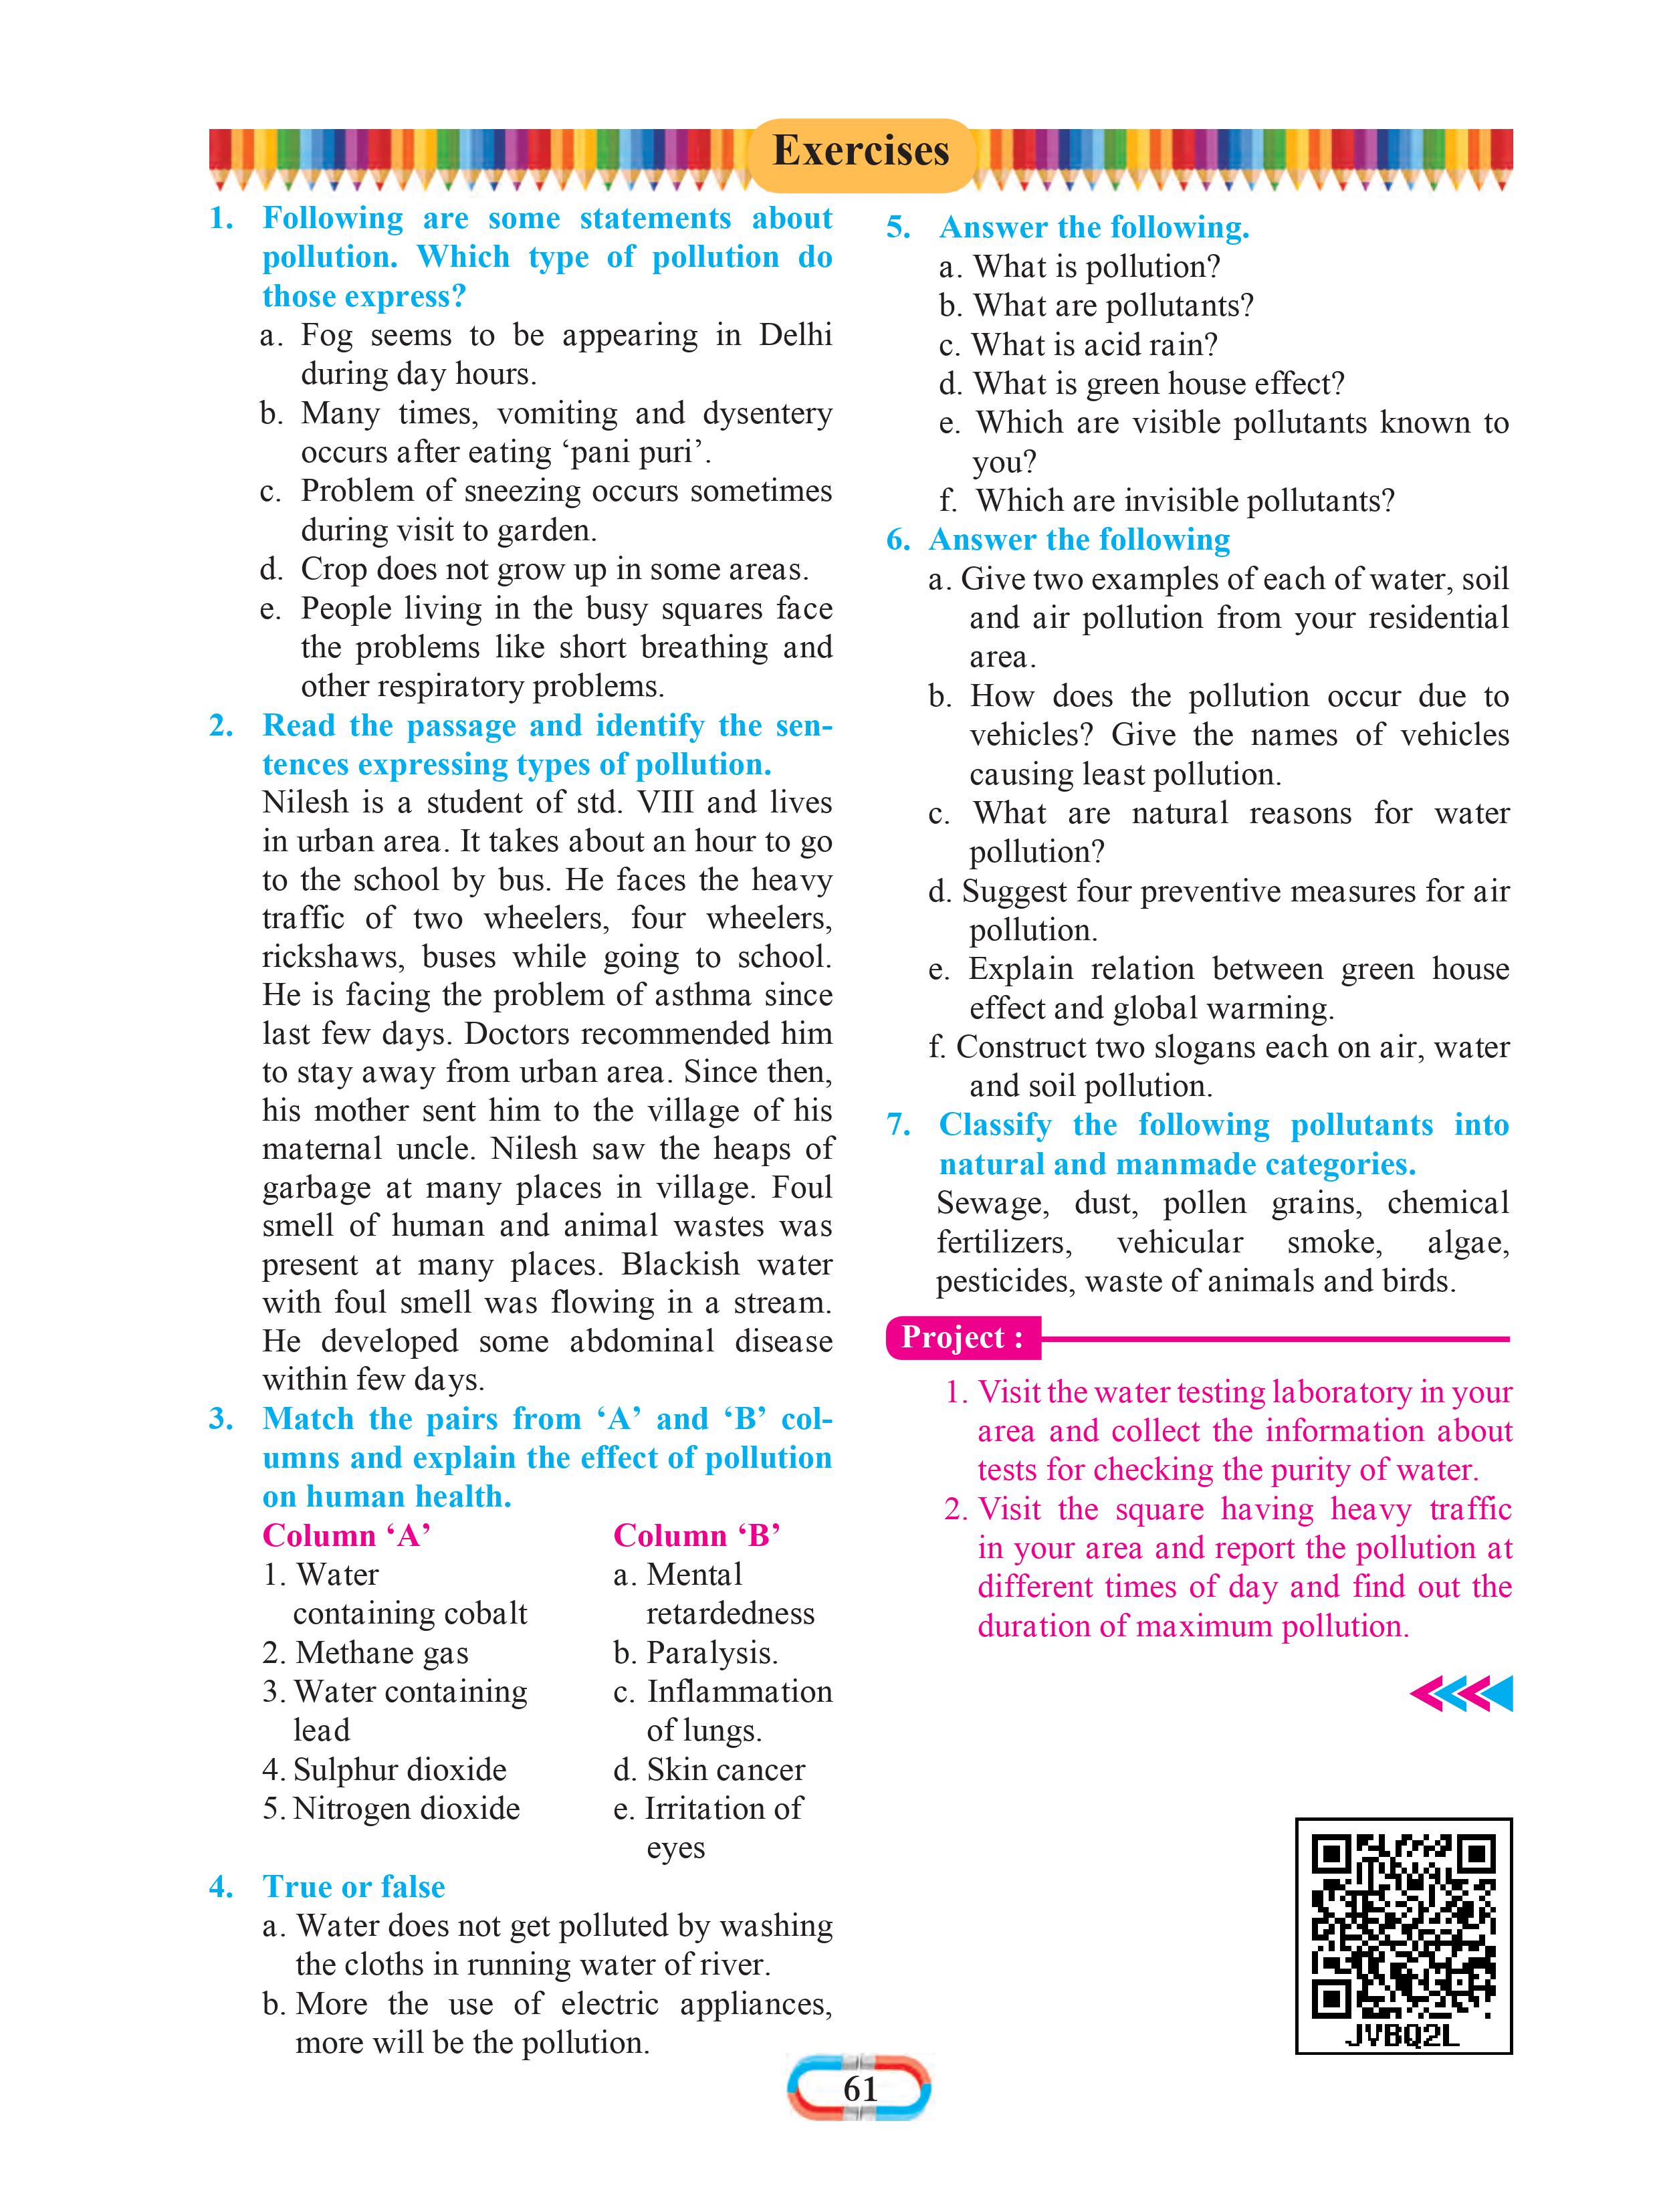 Exercises
1. Following are some statements about
pollution. Which type of pollution do
those express?
a. Fog seems to be appearing in Delhi
during day hours.
b. Many times, vomiting and dysentery
occurs after eating ‘pani puri’.
c. Problem of sneezing occurs sometimes
during visit to garden.
d. Crop does not grow up in some areas.
e. People living in the busy squares face
the problems like short breathing and
other respiratory problems.
2. Read the passage and identify the sen-
tences expressing types of pollution.
Nilesh is a student of std. VIII and lives
in urban area. It takes about an hour to go
to the school by bus. He faces the heavy
traffic of two wheelers, four wheelers,
rickshaws, buses while going to school.
He is facing the problem of asthma since
last few days. Doctors recommended him
to stay away from urban area. Since then,
his mother sent him to the village of his
maternal uncle. Nilesh saw the heaps of
garbage at many places in village. Foul
smell of human and animal wastes was
present at many places. Blackish water
with foul smell was flowing in a stream.
He developed some abdominal disease
within few days.
3. Match the pairs from ‘A’ and ‘B’ col-
umns and explain the effect of pollution
on human health.
Column ‘A’ Column ‘B’
1. Water a. Mental
containing cobalt retardedness
2. Methane gas b. Paralysis.
3. Water containing c. Inflammation
lead of lungs.
4. Sulphur dioxide d. Skin cancer
5. Nitrogen dioxide e. Irritation of
eyes
4. True or false
a. Water does not get polluted by washing
the cloths in running water of river.
b. More the use of electric appliances,
more will be the pollution.
5. Answer the following.
a. What is pollution?
b. What are pollutants?
c. What is acid rain?
d. What is green house effect?
e. Which are visible pollutants known to
you?
f. Which are invisible pollutants?
6. Answer the following
a. Give two examples of each of water, soil
and air pollution from your residential
area.
b. How does the pollution occur due to
vehicles? Give the names of vehicles
causing least pollution.
c. What are natural reasons for water
pollution?
d. Suggest four preventive measures for air
pollution.
e. Explain relation between green house
effect and global warming.
f. Construct two slogans each on air, water
and soil pollution.
7. Classify the following pollutants into
natural and manmade categories.
Sewage, dust, pollen grains, chemical
fertilizers, vehicular smoke, algae,
pesticides, waste of animals and birds.
Project :
1. Visit the water testing laboratory in your
area and collect the information about
tests for checking the purity of water.
2. Visit the square having heavy traffic
in your area and report the pollution at
different times of day and find out the
duration of maximum pollution.
JVBQ2L
61